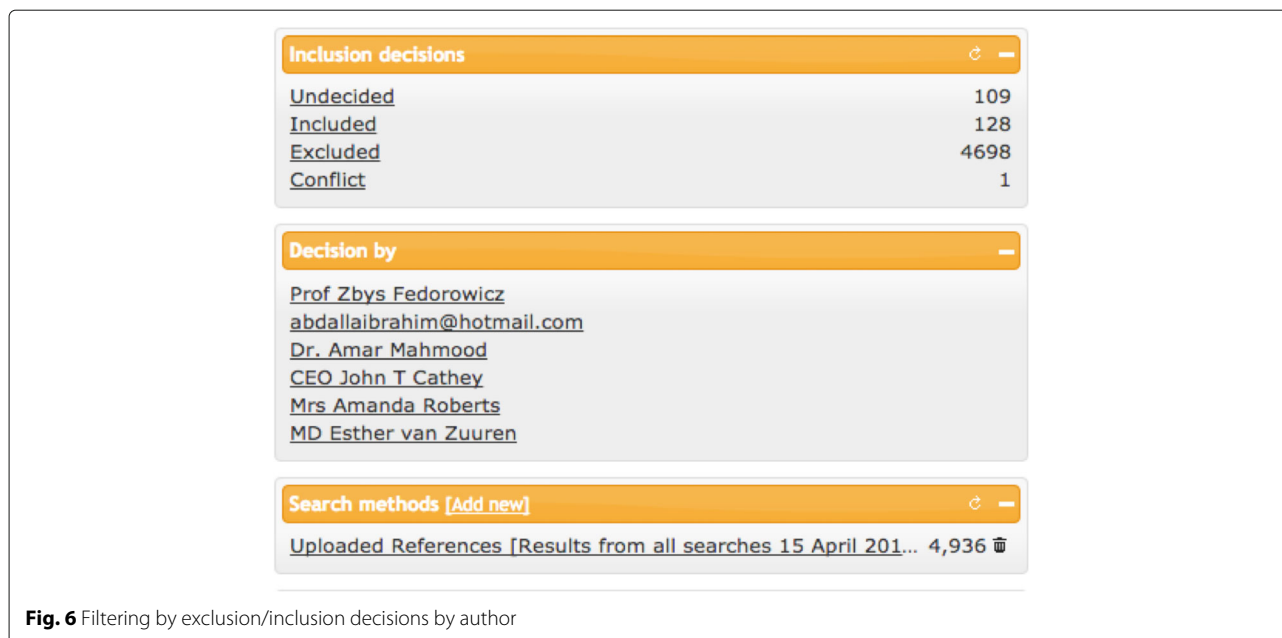 Inclusion decisions
Undecided 109
Included 128
Excluded 4698
Conflict 1
Decision by
Prof Zbys Fedorowicz
abdallaibrahim@hotmail.com
Dr. Amar Mahmood
CEO John T Cathey
Mrs Amanda Roberts
MD Esther van Zuuren
Search methods [Add new]
Uploaded References [Results from all searches 15 April 201... 4,936
Fig. 6 Filtering by exclusion/inclusion decisions by author